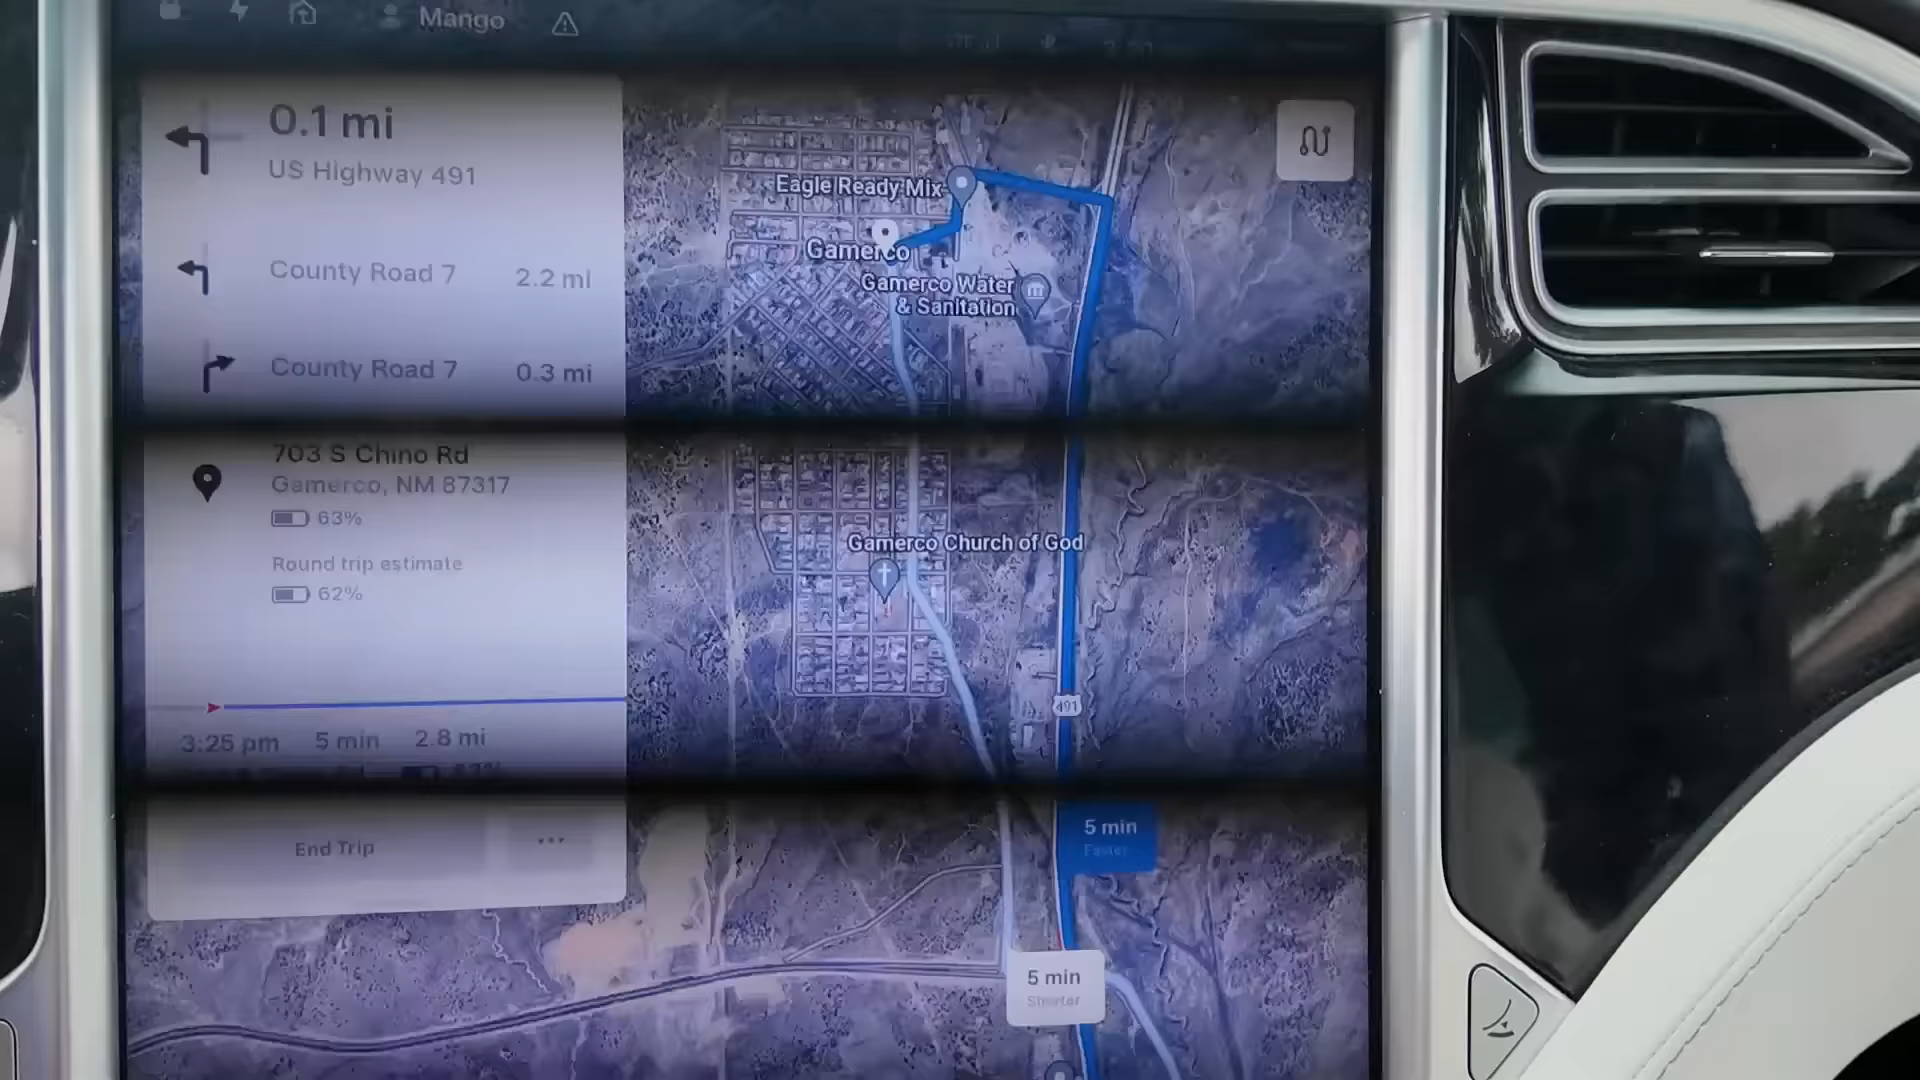 Mango
0.1 mi
US Highway 491
County Road 7 2.2 mi
County Road 7 0.3 mi
703 S Chino Rd
Gamerco, NM 87317
63%
Round trip estimate
62%
3:25 pm 5 min 2.8 mi
End Trip
Eagle Ready Mix
Gamerco
Gamerco Water
& Sanitation
Gamerco Church of God
491
5 min
Faster
5 min
Shorter